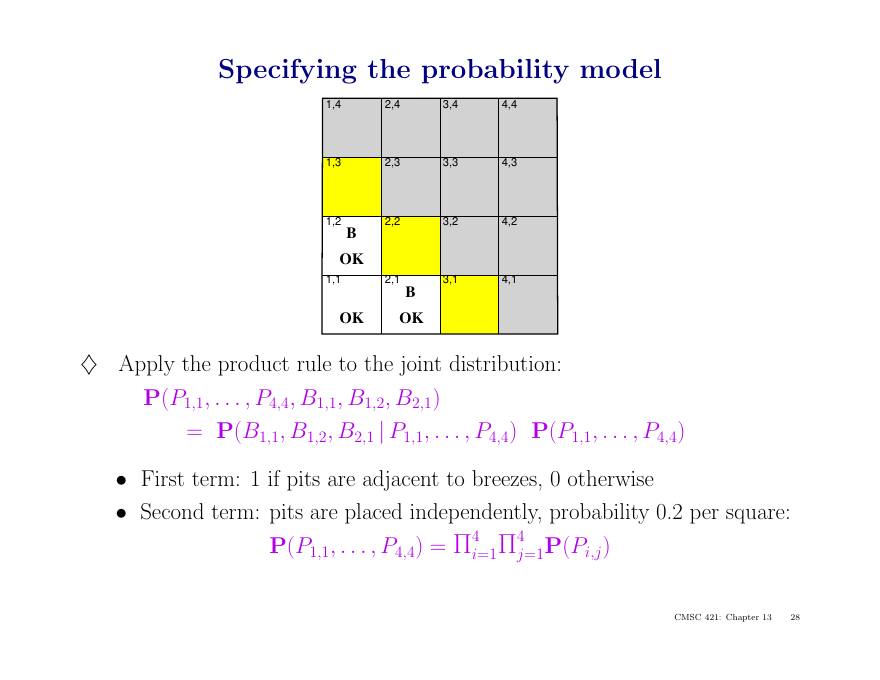 Specifying the probability model
1,4 2,4 3,4 4,4
1,3 2,3 3,3 4,3
1,2 2,2 3,2 4,2
B
OK
1,1 2,1 3,1 4,1
B
OK OK
♢ Apply the product rule to the joint distribution:
P(P₁,₁, . . . , P₄,₄, B₁,₁, B₁,₂, B₂,₁)
= P(B₁,₁, B₁,₂, B₂,₁ | P₁,₁, . . . , P₄,₄) P(P₁,₁, . . . , P₄,₄)
• First term: 1 if pits are adjacent to breezes, 0 otherwise
• Second term: pits are placed independently, probability 0.2 per square:
P(P₁,₁, . . . , P₄,₄) = ∏⁴ᵢ₌₁∏⁴ⱼ₌₁P(Pᵢ,ⱼ)
CMSC 421: Chapter 13 28